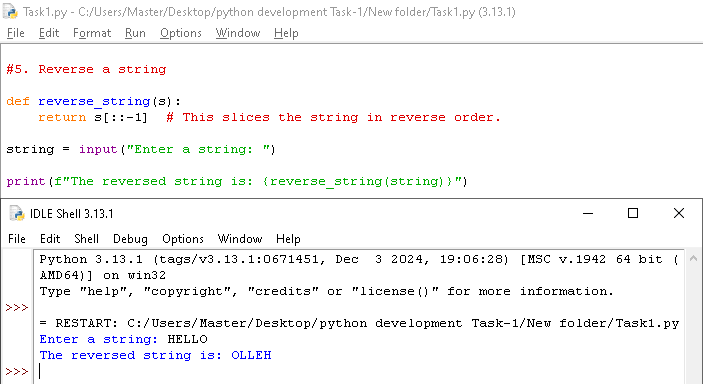 Task1.py - C:/Users/Master/Desktop/python development Task-1/New folder/Task1.py (3.13.1)
File Edit Format Run Options Window Help
#5. Reverse a string
def reverse_string(s):
    return s[::-1]  # This slices the string in reverse order.
string = input("Enter a string: ")
print(f"The reversed string is: {reverse_string(string)}")
IDLE Shell 3.13.1
File Edit Shell Debug Options Window Help
Python 3.13.1 (tags/v3.13.1:0671451, Dec  3 2024, 19:06:28) [MSC v.1942 64 bit (
AMD64)] on win32
Type "help", "copyright", "credits" or "license()" for more information.
>>>
= RESTART: C:/Users/Master/Desktop/python development Task-1/New folder/Task1.py
Enter a string: HELLO
The reversed string is: OLLEH
>>>